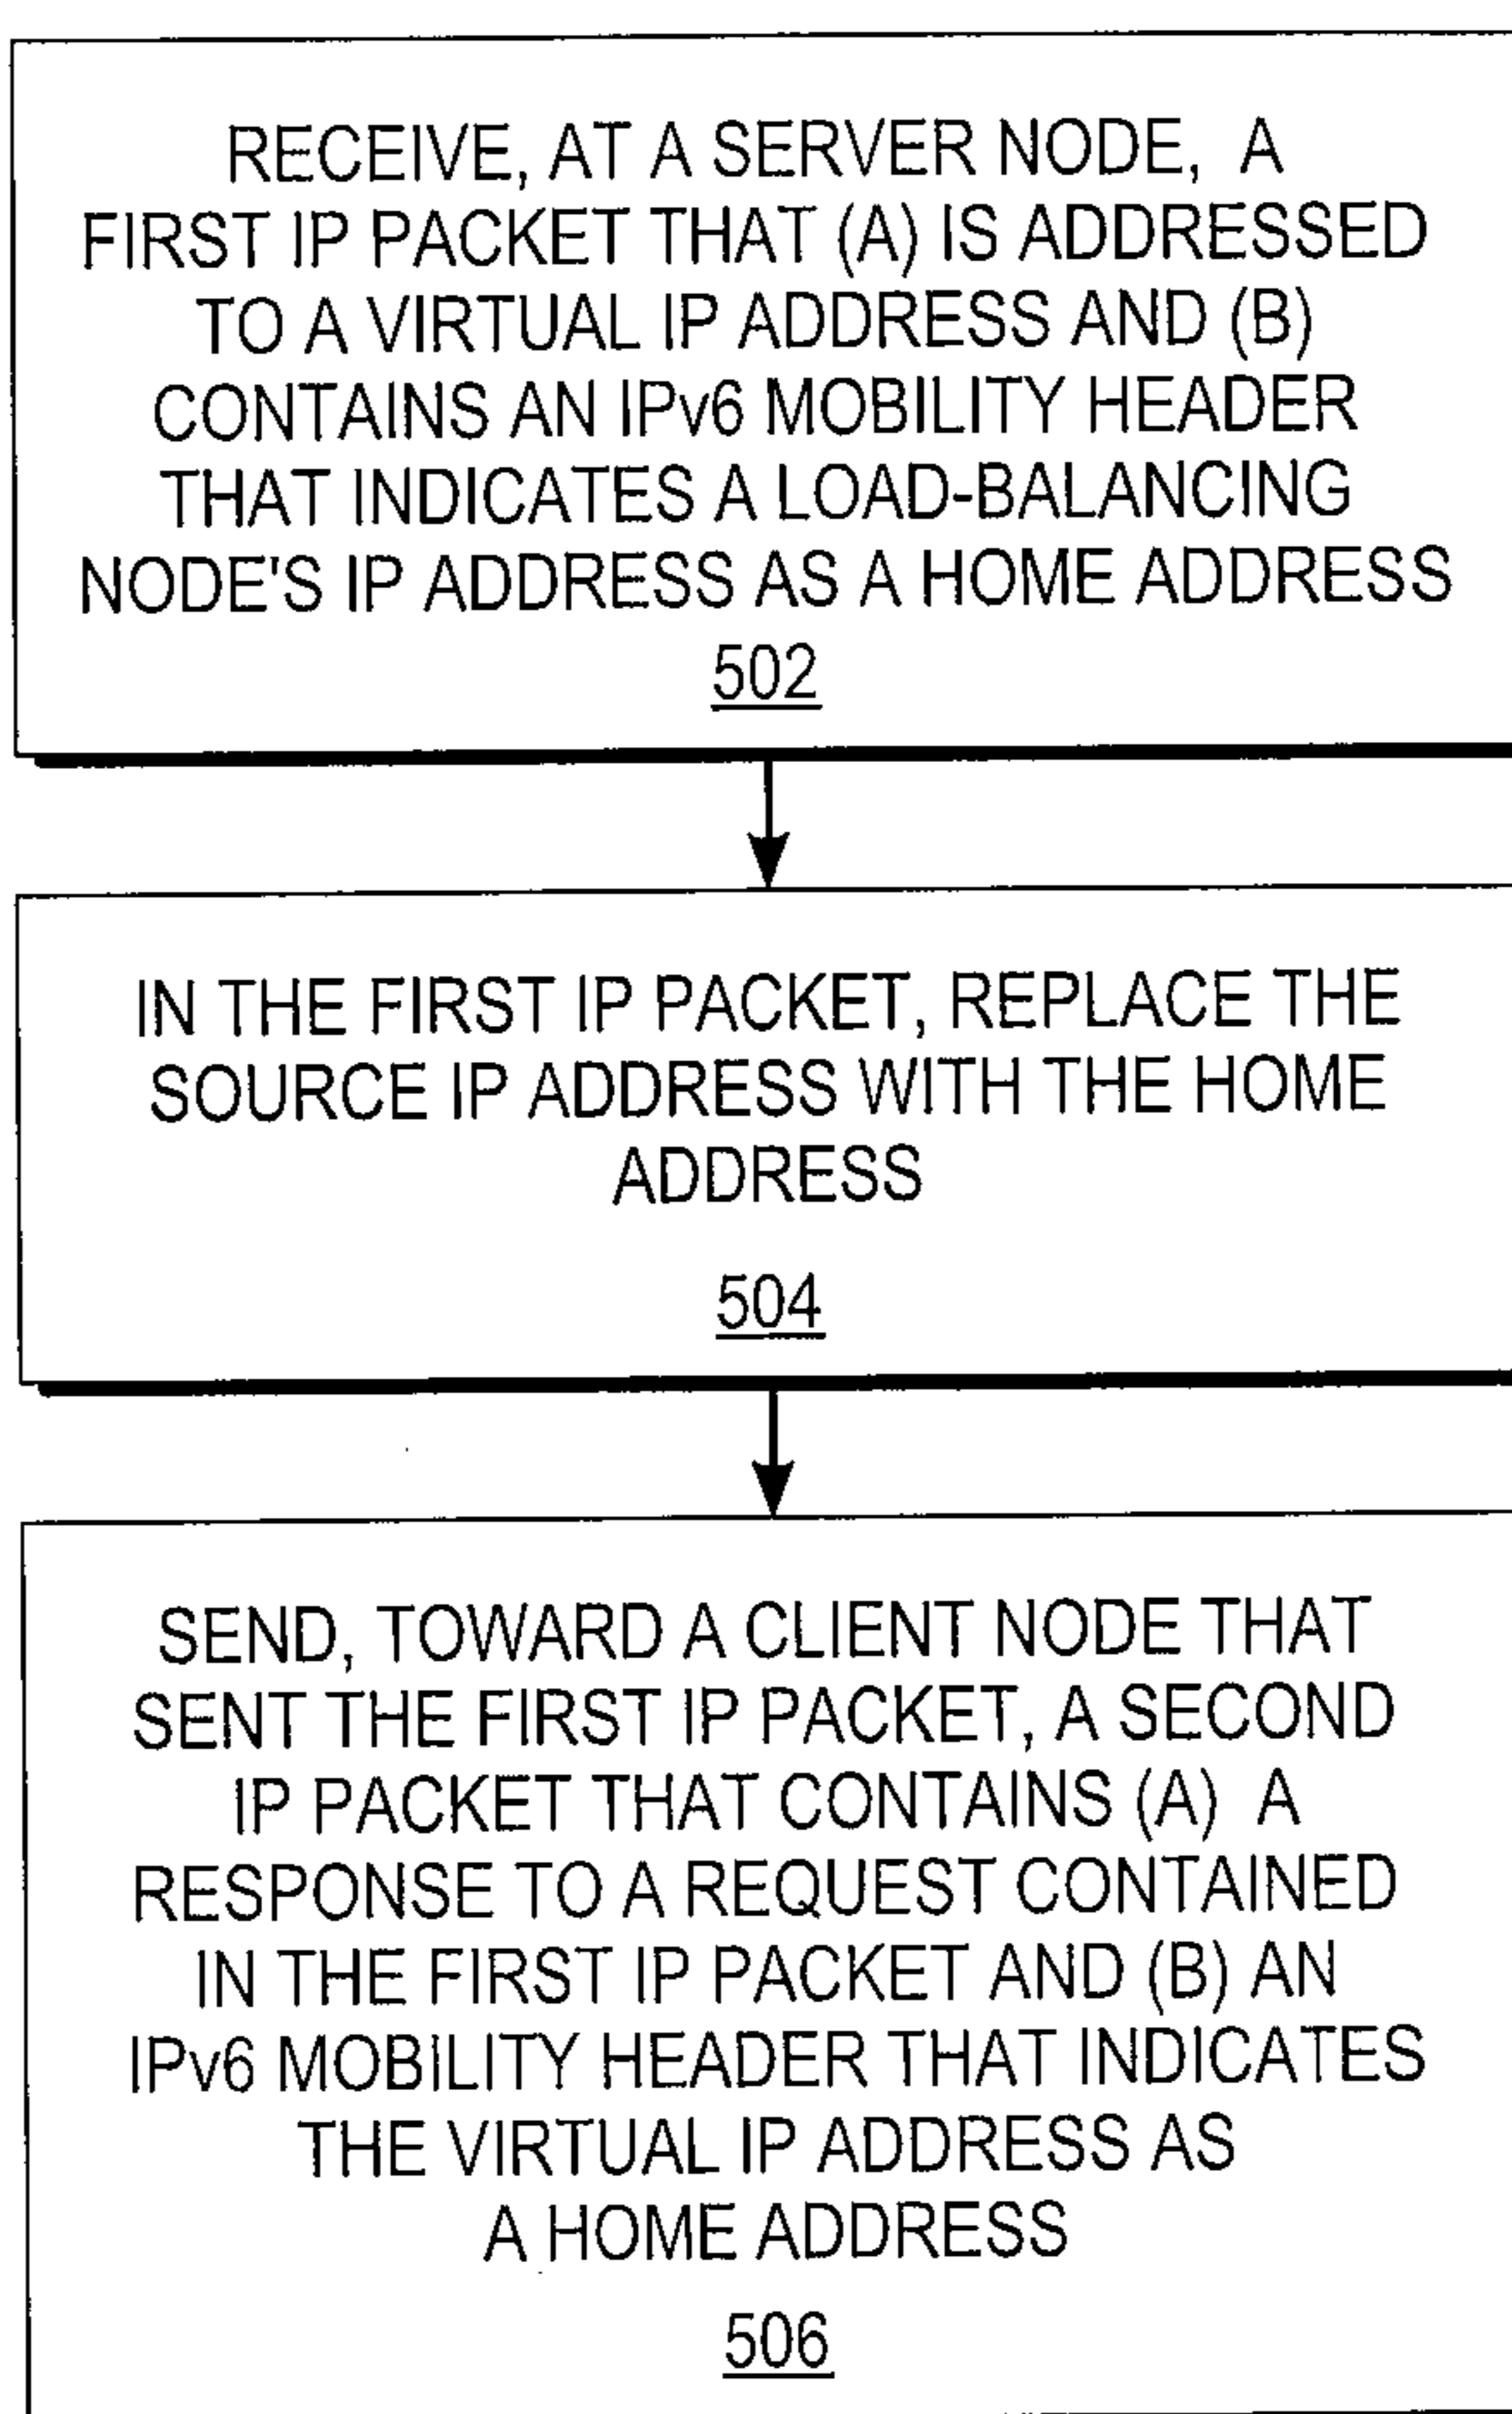 RECEIVE, AT A SERVER NODE, A
FIRST IP PACKET THAT (A) IS ADDRESSED
TO A VIRTUAL IP ADDRESS AND (B)
CONTAINS AN IPv6 MOBILITY HEADER
THAT INDICATES A LOAD-BALANCING
NODE'S IP ADDRESS AS A HOME ADDRESS
502
IN THE FIRST IP PACKET, REPLACE THE
SOURCE IP ADDRESS WITH THE HOME
ADDRESS
504
SEND, TOWARD A CLIENT NODE THAT
SENT THE FIRST IP PACKET, A SECOND
IP PACKET THAT CONTAINS (A) A
RESPONSE TO A REQUEST CONTAINED
IN THE FIRST IP PACKET AND (B) AN
IPv6 MOBILITY HEADER THAT INDICATES
THE VIRTUAL IP ADDRESS AS
A HOME ADDRESS
506